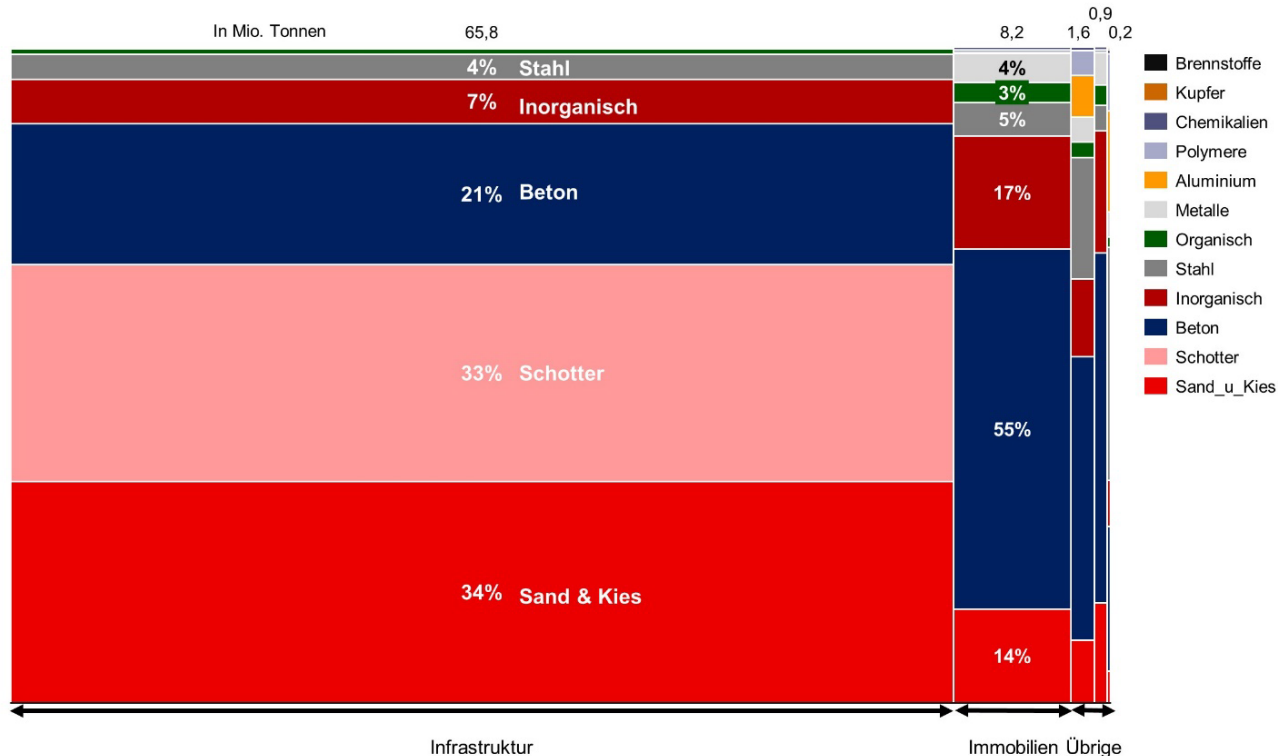 0,9
In Mio. Tonnen 65,8 8,2 1,6 0,2
4% Stahl
7% Inorganisch
21% Beton
33% Schotter
34% Sand & Kies
4%
3%
5%
17%
55%
14%
Brennstoffe
Kupfer
Chemikalien
Polymere
Aluminium
Metalle
Organisch
Stahl
Inorganisch
Beton
Schotter
Sand_u_Kies
Infrastruktur Immobilien Übrige